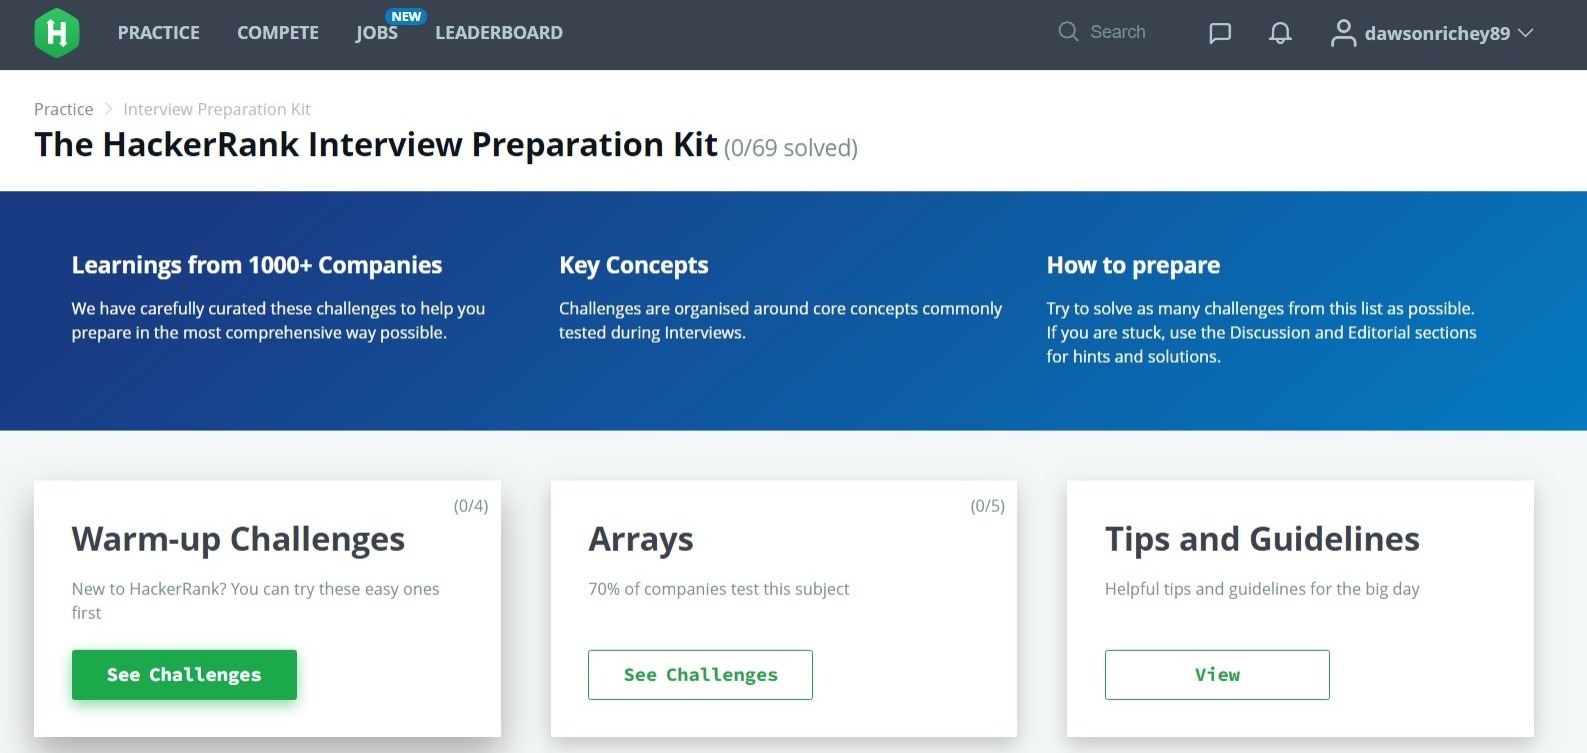 H PRACTICE COMPETE JOBS NEW LEADERBOARD Search dawsonrichey89
Practice Interview Preparation Kit
The HackerRank Interview Preparation Kit (0/69 solved)
Learnings from 1000+ Companies
We have carefully curated these challenges to help you
prepare in the most comprehensive way possible.
Key Concepts
Challenges are organised around core concepts commonly
tested during Interviews.
How to prepare
Try to solve as many challenges from this list as possible.
If you are stuck, use the Discussion and Editorial sections
for hints and solutions.
(0/4)
Warm-up Challenges
New to HackerRank? You can try these easy ones
first
See Challenges
(0/5)
Arrays
70% of companies test this subject
See Challenges
Tips and Guidelines
Helpful tips and guidelines for the big day
View